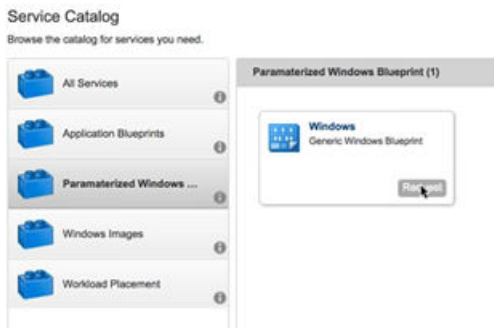 Service Catalog
Browse the catalog for services you need.
All Services
Application Blueprints
Paramaterized Windows ...
Windows Images
Workload Placement
Paramaterized Windows Blueprint (1)
Windows
Generic Windows Blueprint
Request